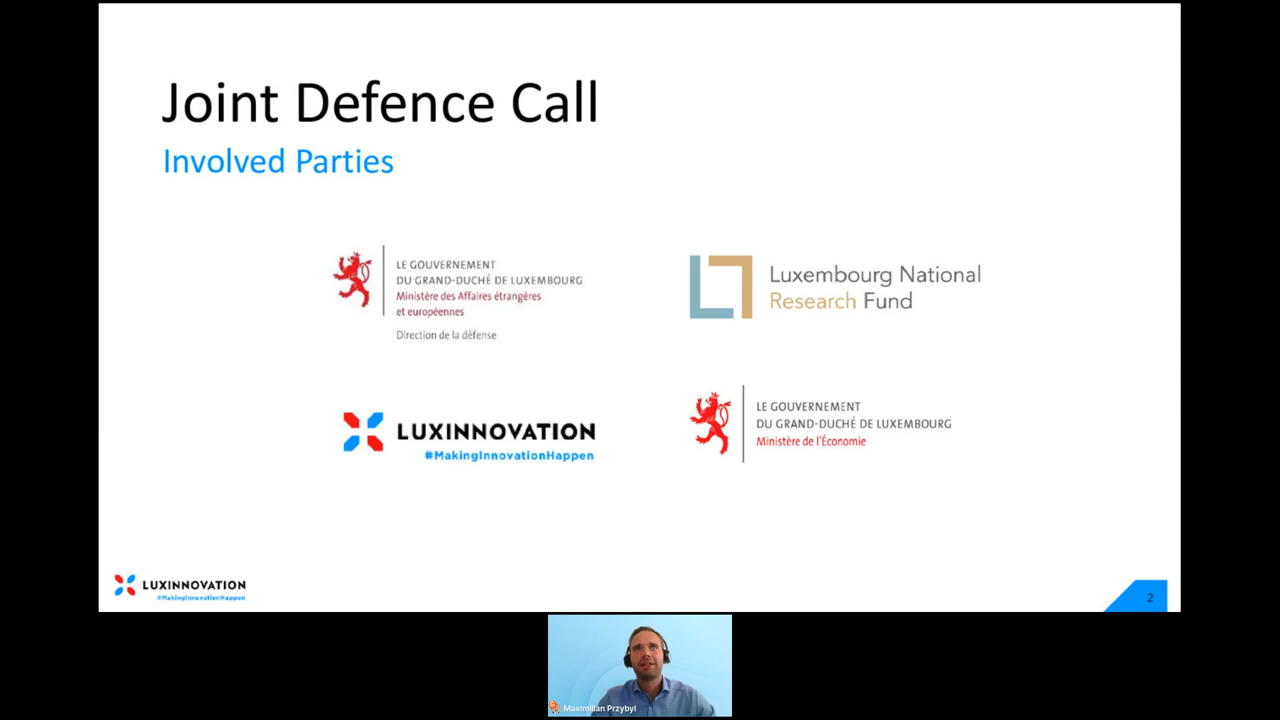 Joint Defence Call
Involved Parties
LE GOUVERNEMENT
DU GRAND-DUCHÉ DE LUXEMBOURG
Ministère des Affaires étrangères
et européennes
Direction de la défense
Luxembourg National
Research Fund
LUXINNOVATION
#MakingInnovationHappen
LE GOUVERNEMENT
DU GRAND-DUCHÉ DE LUXEMBOURG
Ministère de l'Économie
LUXINNOVATION
#MakingInnovationHappen
2
Maximilian Przybyl